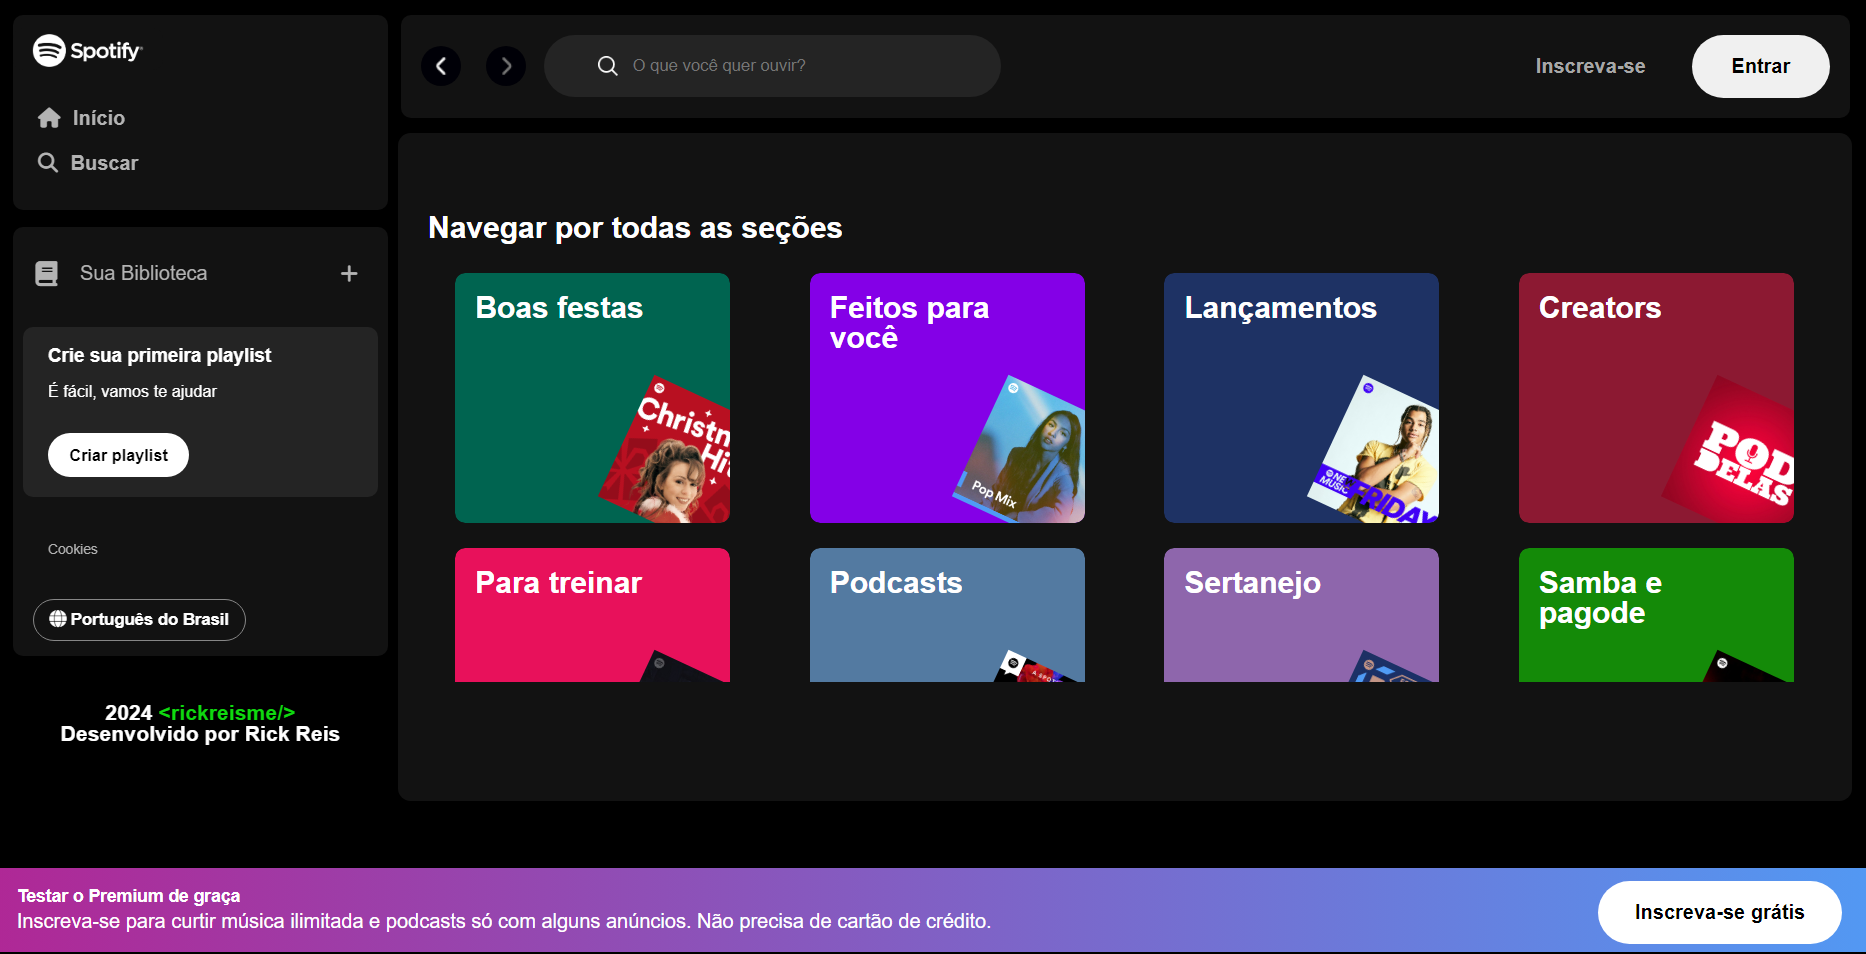 Spotify
Início
Buscar
Sua Biblioteca
Crie sua primeira playlist
É fácil, vamos te ajudar
Criar playlist
Cookies
Português do Brasil
2024 <rickreisme/>
Desenvolvido por Rick Reis
O que você quer ouvir?
Inscreva-se
Entrar
Navegar por todas as seções
Boas festas
Christm
Hit
Feitos para
você
Pop Mix
Lançamentos
NEW
MUSIC
FRIDAY
Creators
POD
DELAS
Para treinar
Podcasts
Sertanejo
Samba e
pagode
Testar o Premium de graça
Inscreva-se para curtir música ilimitada e podcasts só com alguns anúncios. Não precisa de cartão de crédito.
Inscreva-se grátis